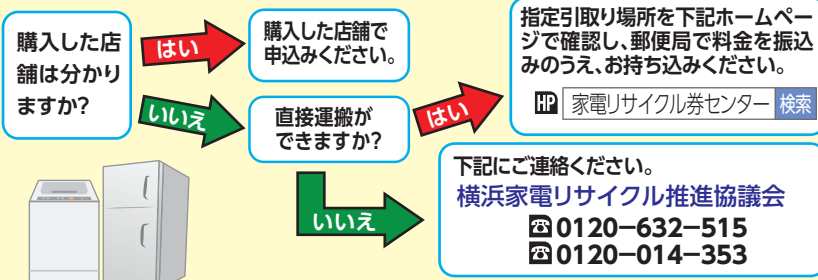 購入した店
舗は分かり
ますか?
はい
購入した店舗で
申込みください。
いいえ
直接運搬が
できますか?
はい
指定引取り場所を下記ホームペー
ジで確認し、郵便局で料金を振込
みのうえ、お持ち込みください。
HP 家電リサイクル券センター 検索
いいえ
下記にご連絡ください。
横浜家電リサイクル推進協議会
☎0120-632-515
☎0120-014-353